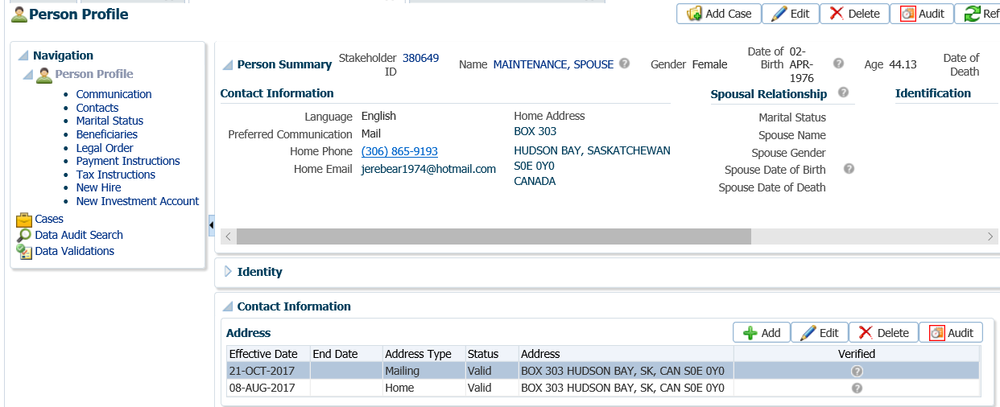 Person Profile
Add Case Edit Delete Audit Ref
Navigation
Person Profile
Communication
Contacts
Marital Status
Beneficiaries
Legal Order
Payment Instructions
Tax Instructions
New Hire
New Investment Account
Cases
Data Audit Search
Data Validations
Person Summary Stakeholder ID 380649 Name MAINTENANCE, SPOUSE ? Gender Female Date of Birth 02-APR-1976 ? Age 44.13 Date of Death
Contact Information
Language English
Preferred Communication Mail
Home Phone (306) 865-9193
Home Email jerebear1974@hotmail.com
Home Address
BOX 303
HUDSON BAY, SASKATCHEWAN
S0E 0Y0
CANADA
Spousal Relationship ?
Marital Status
Spouse Name
Spouse Gender
Spouse Date of Birth ?
Spouse Date of Death
Identification
Identity
Contact Information
Address Add Edit Delete Audit
Effective Date End Date Address Type Status Address Verified
21-OCT-2017 Mailing Valid BOX 303 HUDSON BAY, SK, CAN S0E 0Y0 ?
08-AUG-2017 Home Valid BOX 303 HUDSON BAY, SK, CAN S0E 0Y0 ?